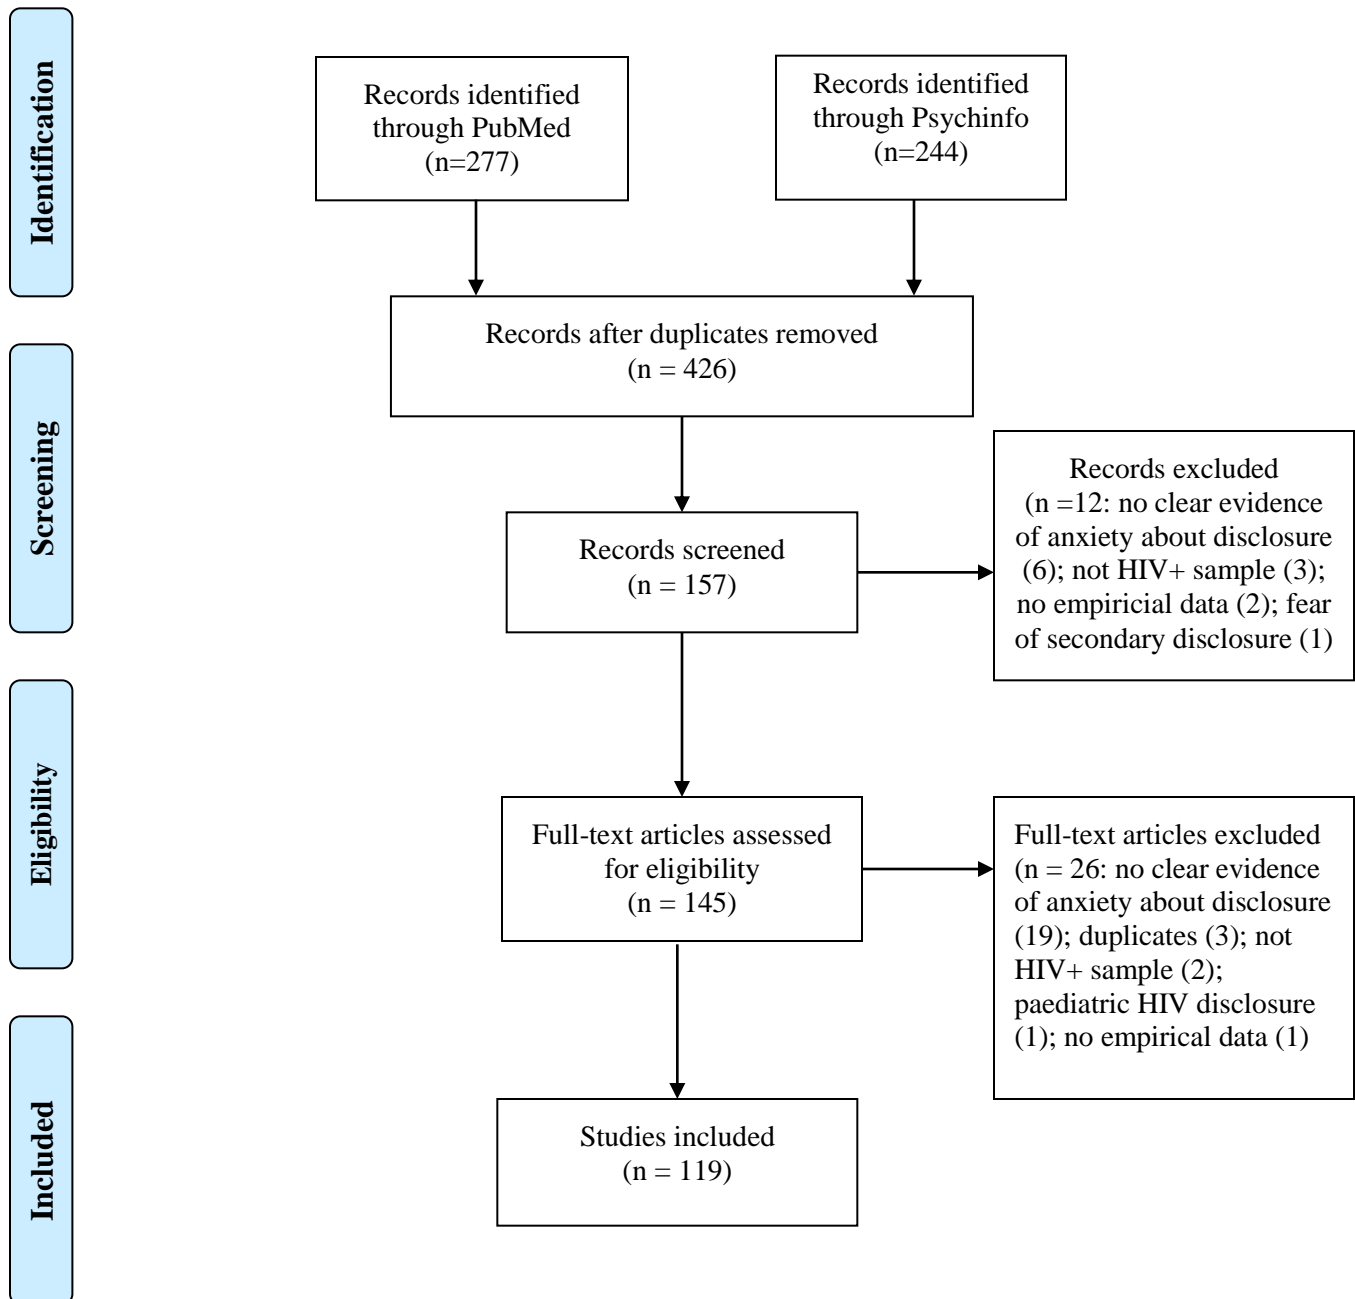 Identification
Records identified
through PubMed
(n=277)
Records identified
through Psychinfo
(n=244)
Records after duplicates removed
(n = 426)
Screening
Records screened
(n = 157)
Records excluded
(n =12: no clear evidence
of anxiety about disclosure
(6); not HIV+ sample (3);
no empiricial data (2); fear
of secondary disclosure (1)
Eligibility
Full-text articles assessed
for eligibility
(n = 145)
Full-text articles excluded
(n = 26: no clear evidence
of anxiety about disclosure
(19); duplicates (3); not
HIV+ sample (2);
paediatric HIV disclosure
(1); no empirical data (1)
Included
Studies included
(n = 119)